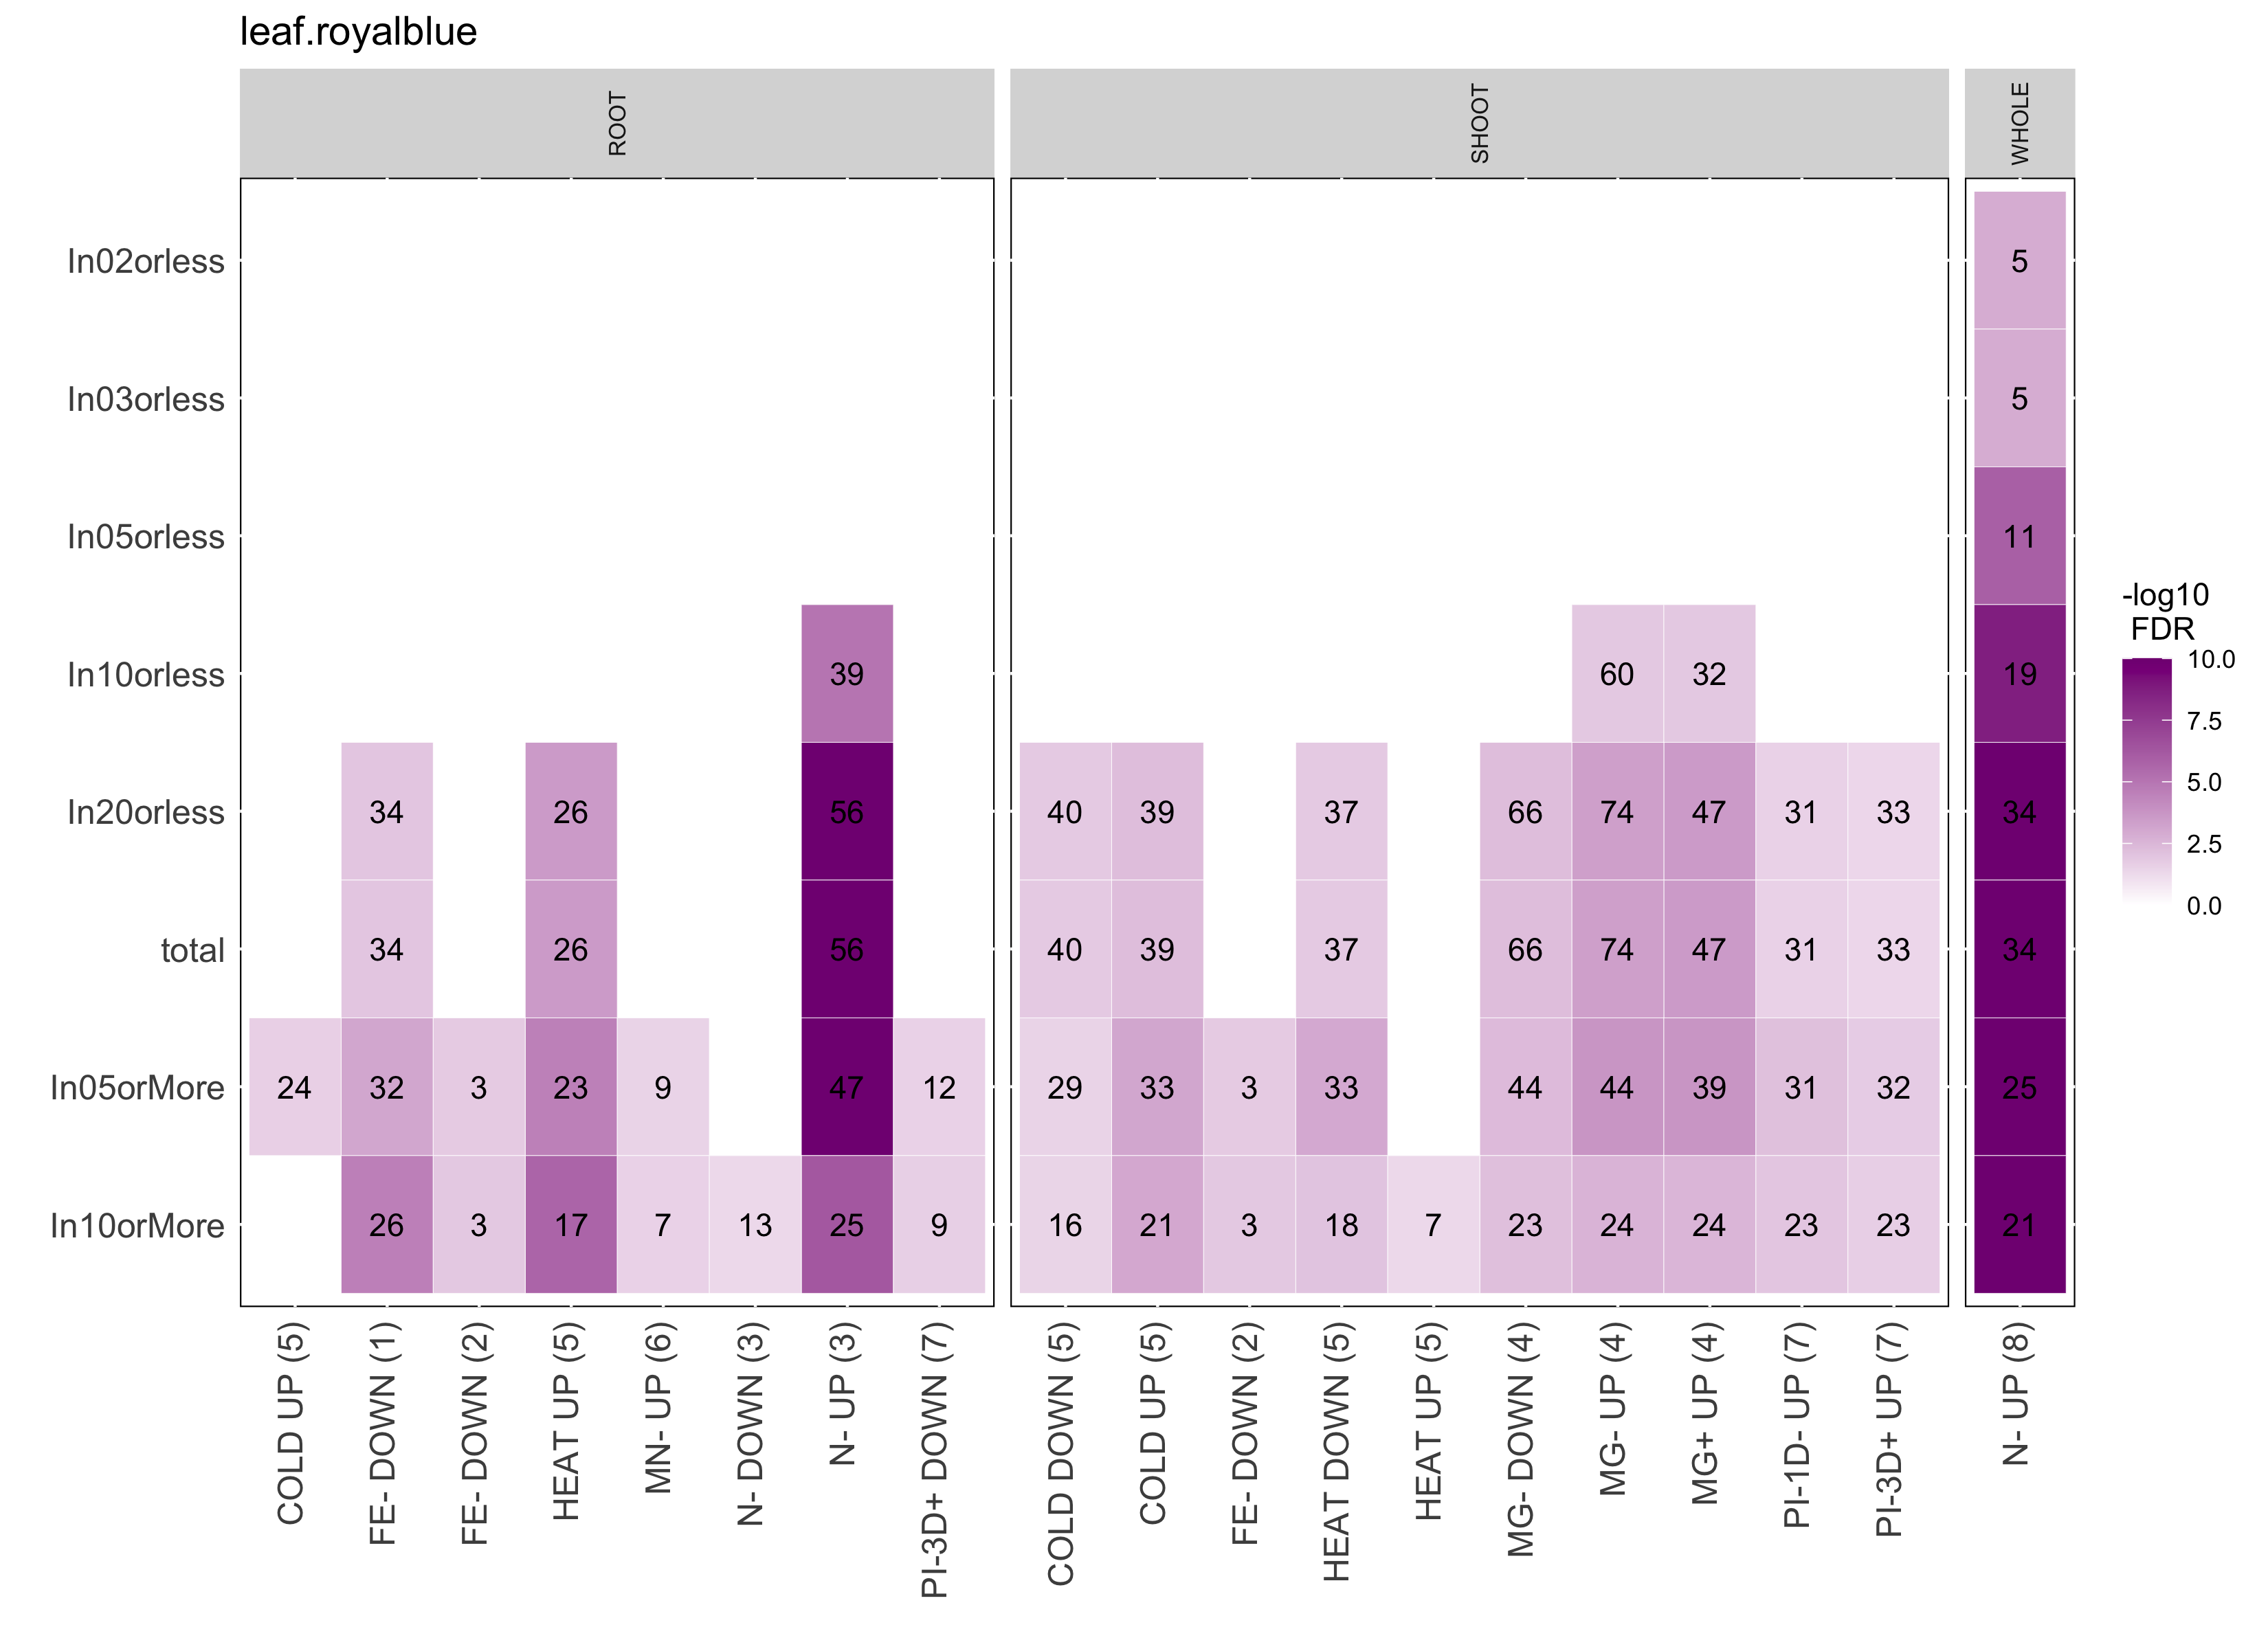 leaf.royalblue
ROOT SHOOT WHOLE
In02orless 5
In03orless 5
In05orless 11
In10orless 39 60 32 19
In20orless 34 26 56 40 39 37 66 74 47 31 33 34
total 34 26 56 40 39 37 66 74 47 31 33 34
In05orMore 24 32 3 23 9 47 12 29 33 3 33 44 44 39 31 32 25
In10orMore 26 3 17 7 13 25 9 16 21 3 18 7 23 24 24 23 23 21
COLD UP (5)
FE- DOWN (1)
FE- DOWN (2)
HEAT UP (5)
MN- UP (6)
N- DOWN (3)
N- UP (3)
PI-3D+ DOWN (7)
COLD DOWN (5)
COLD UP (5)
FE- DOWN (2)
HEAT DOWN (5)
HEAT UP (5)
MG- DOWN (4)
MG- UP (4)
MG+ UP (4)
PI-1D- UP (7)
PI-3D+ UP (7)
N- UP (8)
-log10
FDR
10.0
7.5
5.0
2.5
0.0